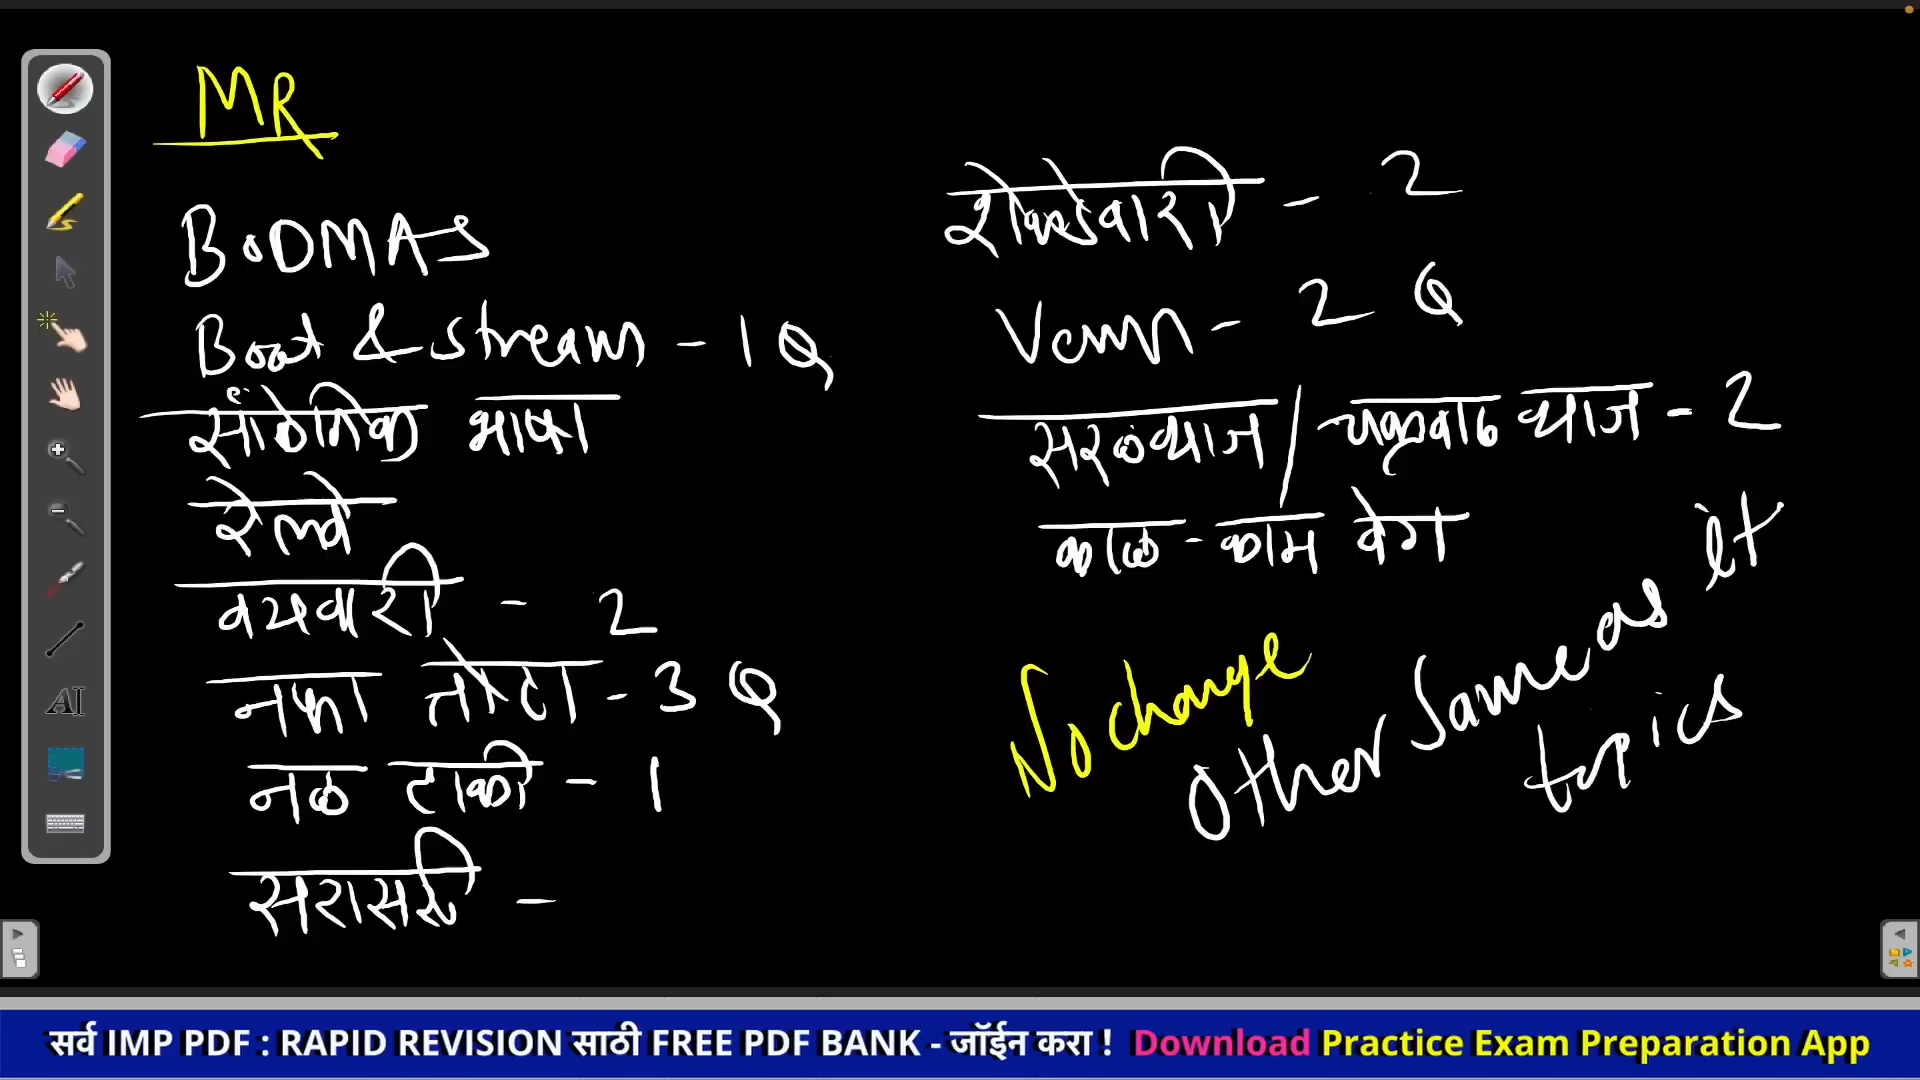 MR
BODMAS
Boat & stream - 1 Q
सांकेतिक भाषा
रेल्वे
वयवारी - 2
नफा तोटा - 3 Q
नळ टाकी - 1
सरासरी -
शेकडेवारी - 2
Venn - 2 Q
सरळव्याज / चक्रवाढ व्याज - 2
काळ - काम वेग
No change
Other Same as it
topics
AI
सर्व IMP PDF : RAPID REVISION साठी FREE PDF BANK - जॉईन करा ! Download Practice Exam Preparation App